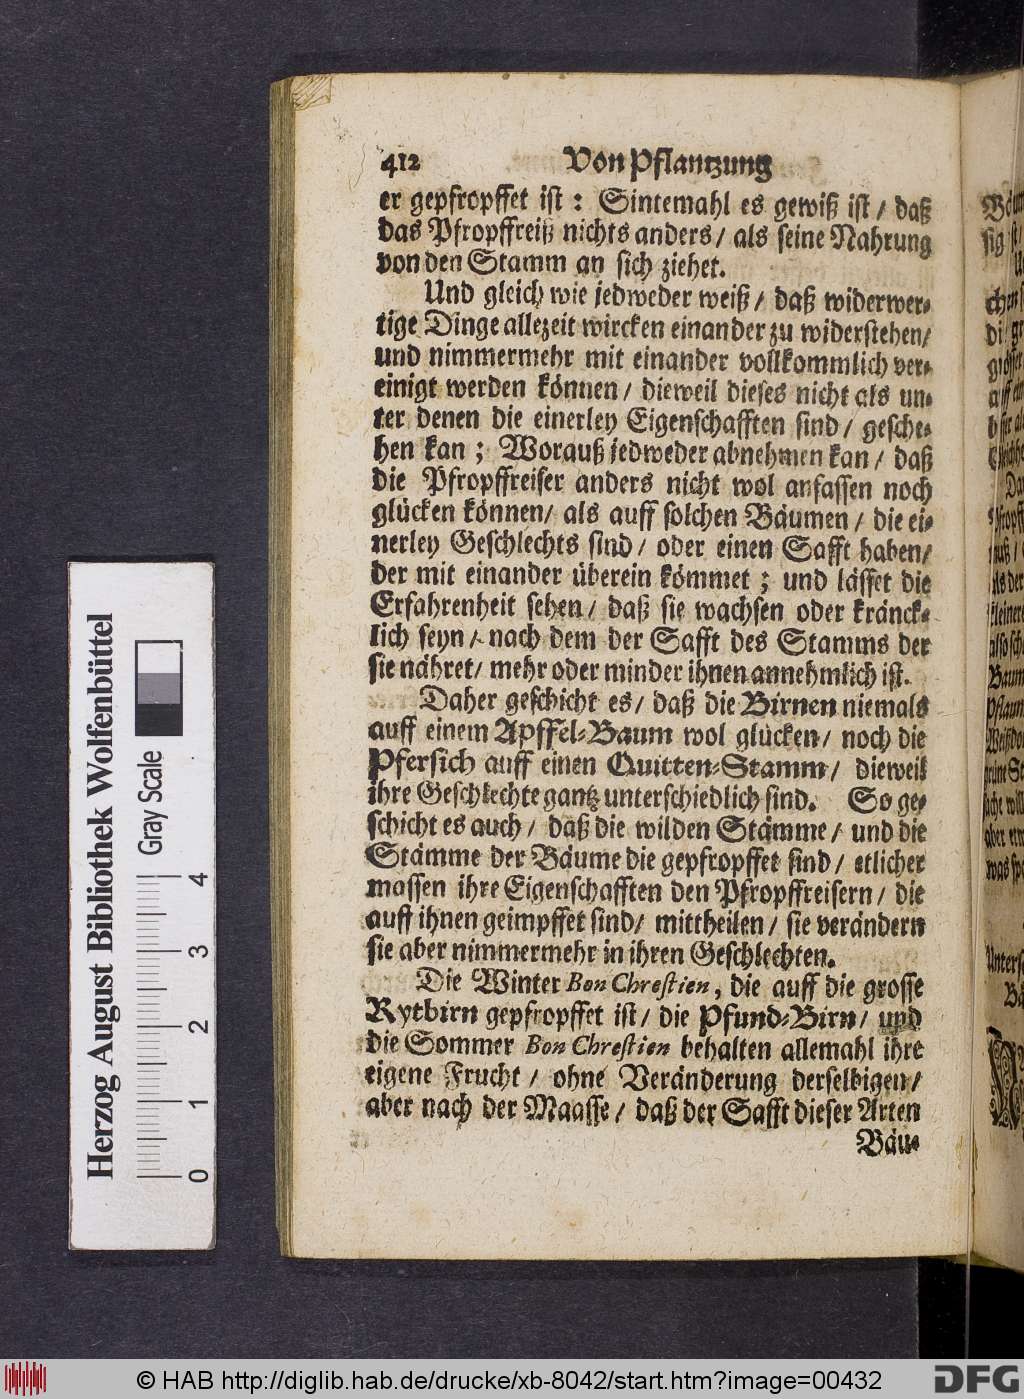 412 Von Pflantzung
er gepfropffet ist : Sintemahl es gewiß ist / daß
das Pfropffreiß nichts anders / als seine Nahrung
von den Stamm an sich ziehet.
Und gleich wie jedweder weiß / daß widerwer-
tige Dinge allezeit wircken einander zu widerstehen /
und nimmermehr mit einander vollkommlich ver-
einigt werden können / dieweil dieses nicht als un-
ter denen die einerley Eigenschafften sind / gesche-
hen kan ; Worauß jedweder abnehmen kan / daß
die Pfropffreiser anders nicht wol anfassen noch
glücken können / als auff solchen Bäumen / die ei-
nerley Geschlechts sind / oder einen Safft haben /
der mit einander überein kömmet ; und lässet die
Erfahrenheit sehen / daß sie wachsen oder kränck-
lich seyn / nach dem der Safft des Stamms der
sie nähret / mehr oder minder ihnen annehmlich ist.
Daher geschicht es / daß die Birnen niemals
auff einem Apffel-Baum wol glücken / noch die
Pfersich auff einen Quitten-Stamm / dieweil
ihre Geschlechte gantz unterschiedlich sind. So ge-
schicht es auch / daß die wilden Stämme / und die
Stämme der Bäume die gepfropffet sind / etlicher
massen ihre Eigenschafften den Pfropffreisern / die
auff ihnen geimpffet sind / mittheilen / sie verändern
sie aber nimmermehr in ihren Geschlechten.
Die Winter Bon Chrestien, die auff die grosse
Rytbirn gepfropffet ist / die Pfund-Birn / und
die Sommer Bon Chrestien behalten allemahl ihre
eigene Frucht / ohne Veränderung derselbigen /
aber nach der Maasse / daß der Safft dieser Arten
Bäu-
Herzog August Bibliothek Wolfenbüttel
Gray Scale
0 1 2 3 4
© HAB http://diglib.hab.de/drucke/xb-8042/start.htm?image=00432
DFG